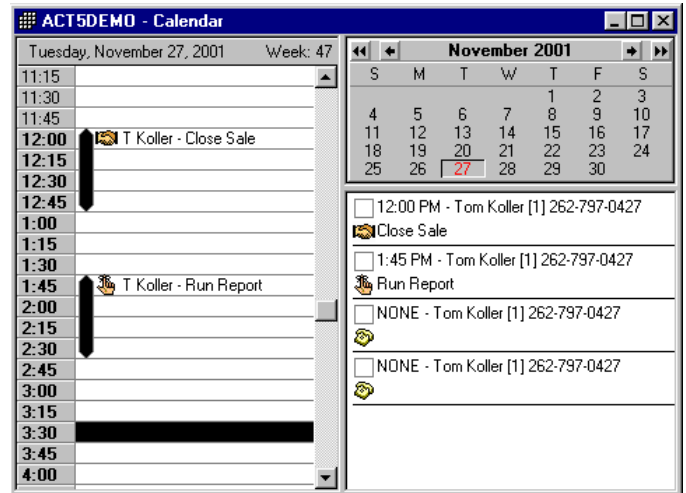 ACT5DEMO - Calendar
Tuesday, November 27, 2001 Week: 47
11:15
11:30
11:45
12:00 T Koller - Close Sale
12:15
12:30
12:45
1:00
1:15
1:30
1:45 T Koller - Run Report
2:00
2:15
2:30
2:45
3:00
3:15
3:30
3:45
4:00
November 2001
S M T W T F S
1 2 3
4 5 6 7 8 9 10
11 12 13 14 15 16 17
18 19 20 21 22 23 24
25 26 27 28 29 30
12:00 PM - Tom Koller [1] 262-797-0427
Close Sale
1:45 PM - Tom Koller [1] 262-797-0427
Run Report
NONE - Tom Koller [1] 262-797-0427
NONE - Tom Koller [1] 262-797-0427